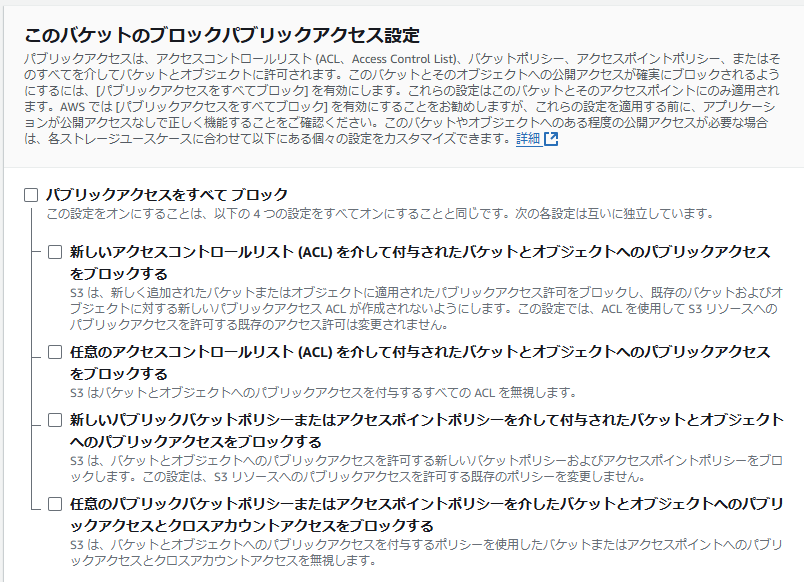 このバケットのブロックパブリックアクセス設定
パブリックアクセスは、アクセスコントロールリスト (ACL、Access Control List)、バケットポリシー、アクセスポイントポリシー、またはそ
のすべてを介してバケットとオブジェクトに許可されます。このバケットとそのオブジェクトへの公開アクセスが確実にブロックされるよう
にするには、[パブリックアクセスをすべてブロック] を有効にします。これらの設定はこのバケットとそのアクセスポイントにのみ適用され
ます。AWS では [パブリックアクセスをすべてブロック] を有効にすることをお勧めしますが、これらの設定を適用する前に、アプリケーシ
ョンが公開アクセスなしで正しく機能することをご確認ください。このバケットやオブジェクトへのある程度の公開アクセスが必要な場合
は、各ストレージユースケースに合わせて以下にある個々の設定をカスタマイズできます。詳細
パブリックアクセスをすべて ブロック
この設定をオンにすることは、以下の 4 つの設定をすべてオンにすることと同じです。次の各設定は互いに独立しています。
新しいアクセスコントロールリスト (ACL) を介して付与されたバケットとオブジェクトへのパブリックアクセス
をブロックする
S3 は、新しく追加されたバケットまたはオブジェクトに適用されたパブリックアクセス許可をブロックし、既存のバケットおよびオ
ブジェクトに対する新しいパブリックアクセス ACL が作成されないようにします。この設定では、ACL を使用して S3 リソースへの
パブリックアクセスを許可する既存のアクセス許可は変更されません。
任意のアクセスコントロールリスト (ACL) を介して付与されたバケットとオブジェクトへのパブリックアクセス
をブロックする
S3 はバケットとオブジェクトへのパブリックアクセスを付与するすべての ACL を無視します。
新しいパブリックバケットポリシーまたはアクセスポイントポリシーを介して付与されたバケットとオブジェクト
へのパブリックアクセスをブロックする
S3 は、バケットとオブジェクトへのパブリックアクセスを許可する新しいバケットポリシーおよびアクセスポイントポリシーをブロ
ックします。この設定は、S3 リソースへのパブリックアクセスを許可する既存のポリシーを変更しません。
任意のパブリックバケットポリシーまたはアクセスポイントポリシーを介したバケットとオブジェクトへのパブリ
ックアクセスとクロスアカウントアクセスをブロックする
S3 は、バケットとオブジェクトへのパブリックアクセスを付与するポリシーを使用したバケットまたはアクセスポイントへのパブリ
ックアクセスとクロスアカウントアクセスを無視します。